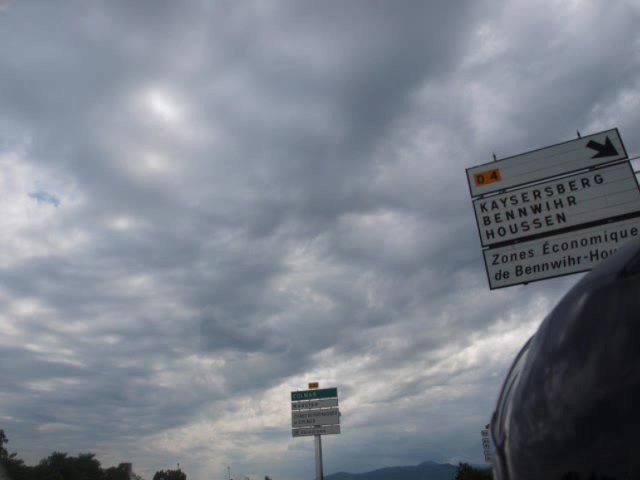 D 4
KAYSERSBERG
BENNWIHR
HOUSSEN
Zones Économique
de Bennwihr-Hou
COLMAR